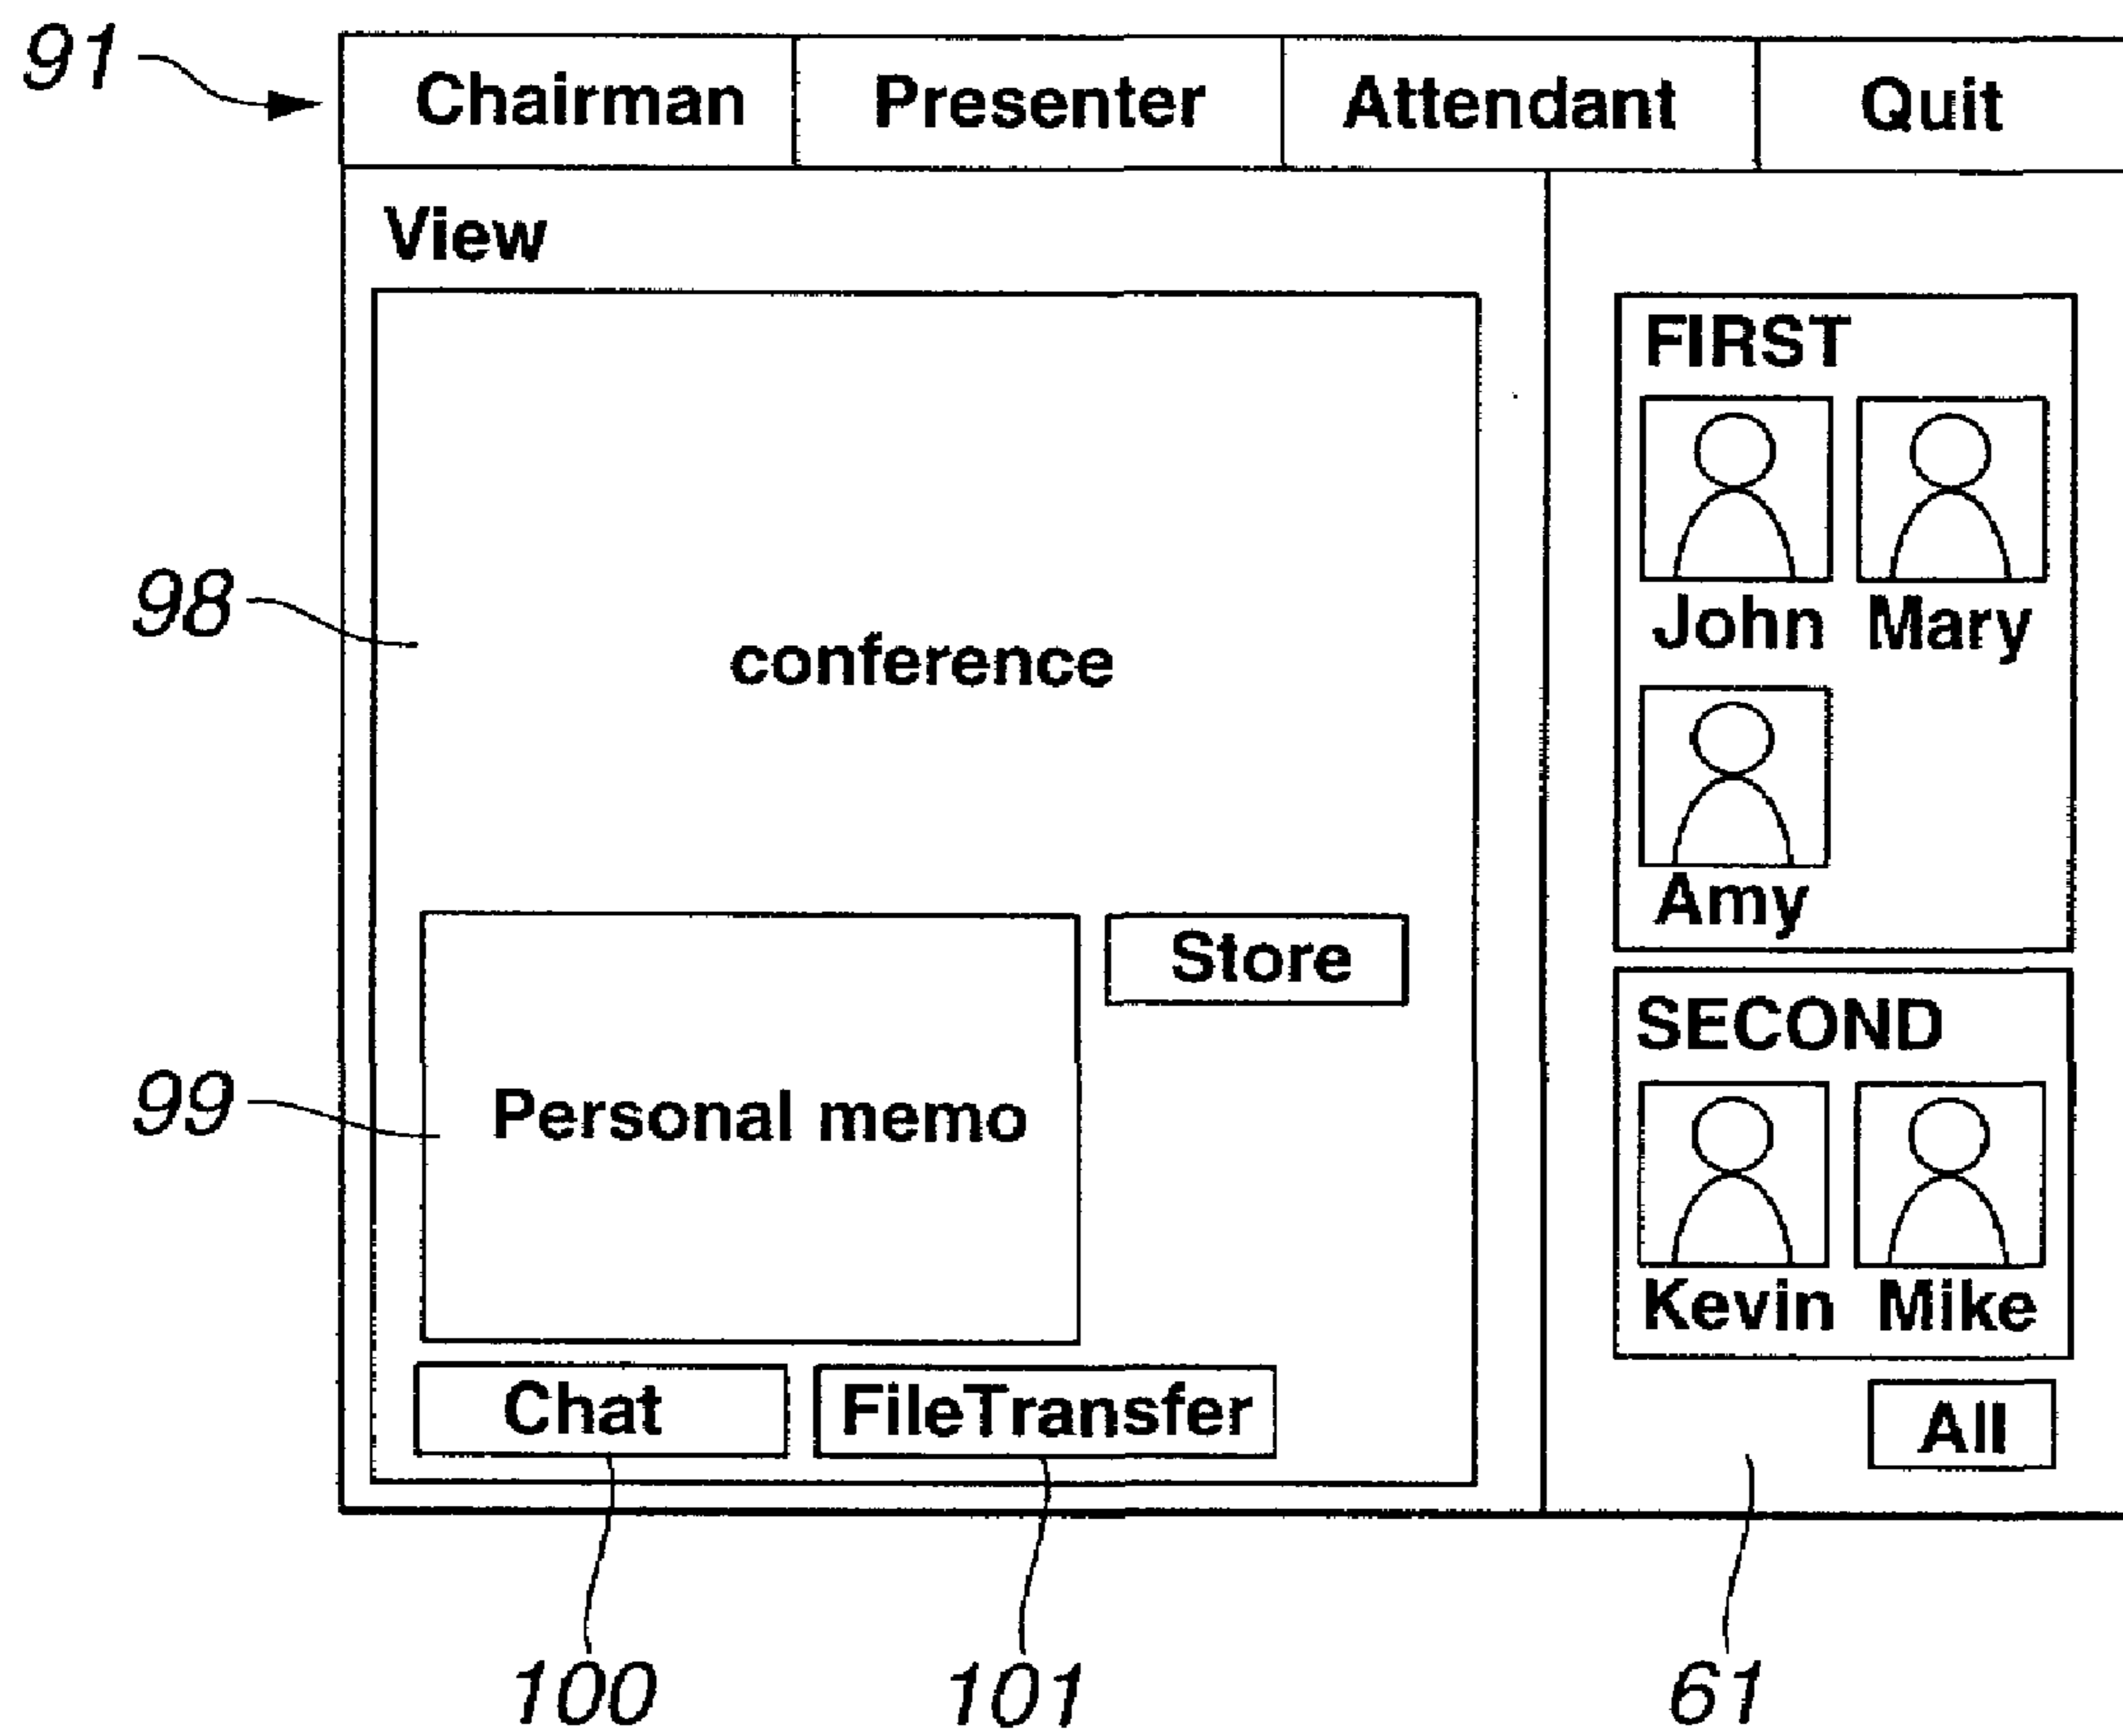 91
Chairman Presenter Attendant Quit
View
98
conference
99
Personal memo
Store
Chat FileTransfer
100 101
FIRST
John Mary
Amy
SECOND
Kevin Mike
All
61